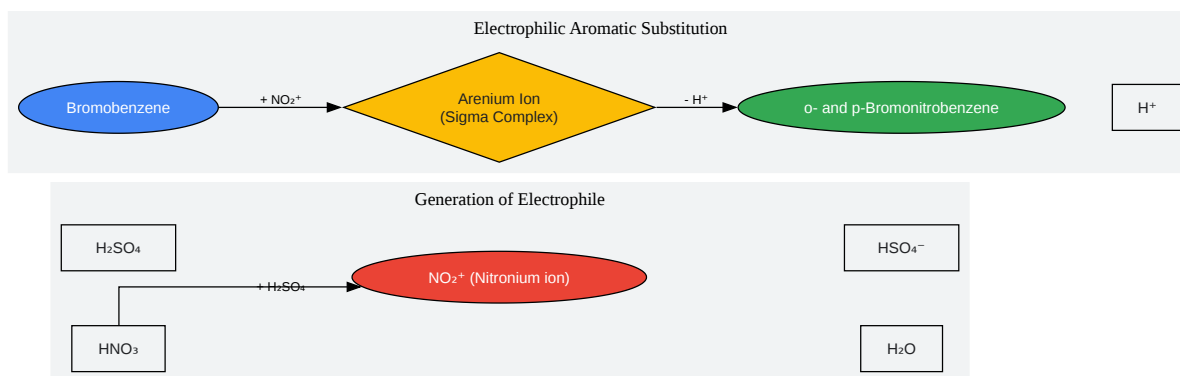 Electrophilic Aromatic Substitution
Bromobenzene
+ NO₂⁺
Arenium Ion
(Sigma Complex)
- H⁺
o- and p-Bromonitrobenzene
H⁺
Generation of Electrophile
H₂SO₄
HSO₄⁻
NO₂⁺ (Nitronium ion)
+ H₂SO₄
HNO₃
H₂O